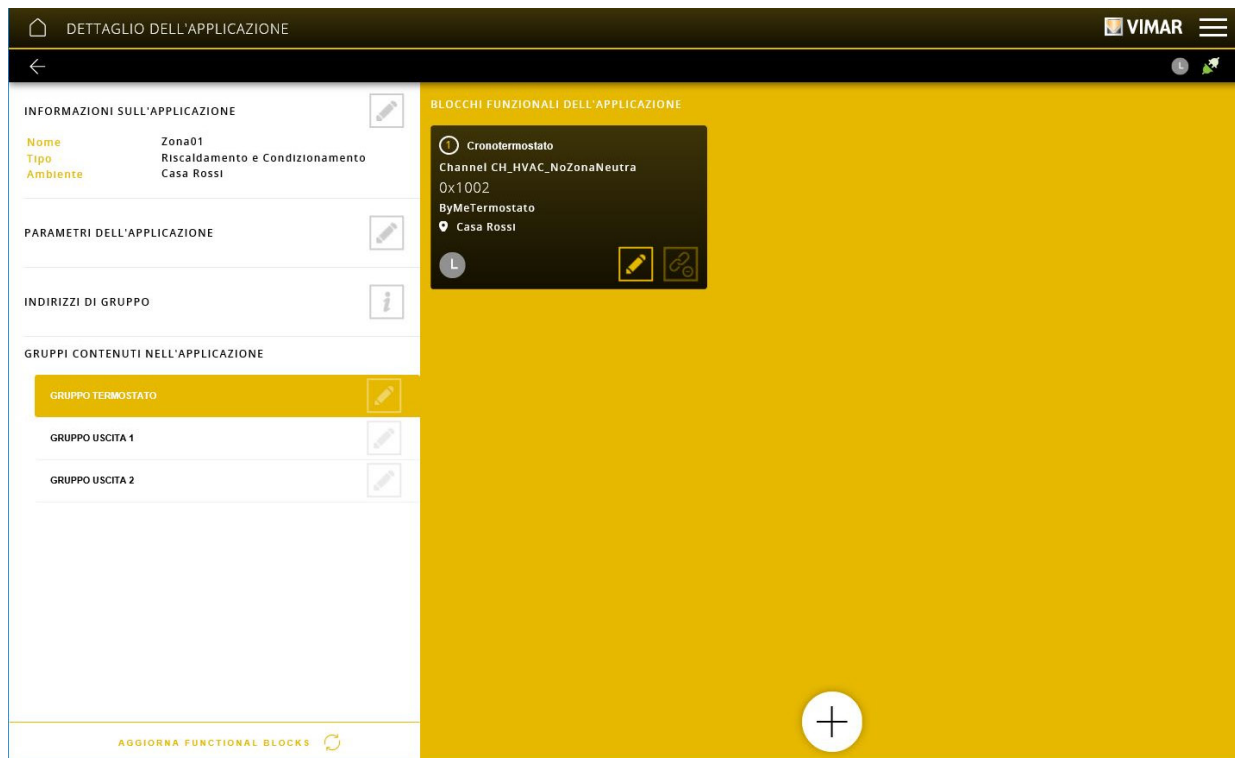 DETTAGLIO DELL'APPLICAZIONE
VIMAR
L
INFORMAZIONI SULL'APPLICAZIONE
Nome Zona01
Tipo Riscaldamento e Condizionamento
Ambiente Casa Rossi
PARAMETRI DELL'APPLICAZIONE
INDIRIZZI DI GRUPPO
i
GRUPPI CONTENUTI NELL'APPLICAZIONE
GRUPPO TERMOSTATO
GRUPPO USCITA 1
GRUPPO USCITA 2
AGGIORNA FUNCTIONAL BLOCKS
BLOCCHI FUNZIONALI DELL'APPLICAZIONE
1 Cronotermostato
Channel CH_HVAC_NoZonaNeutra
0x1002
ByMeTermostato
Casa Rossi
L